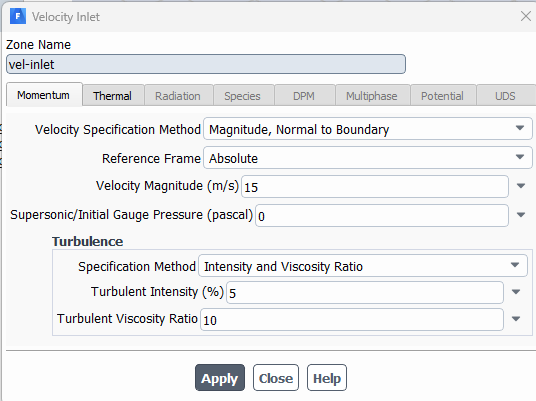 Velocity Inlet
Zone Name
vel-inlet
Momentum Thermal Radiation Species DPM Multiphase Potential UDS
Velocity Specification Method Magnitude, Normal to Boundary
Reference Frame Absolute
Velocity Magnitude (m/s) 15
Supersonic/Initial Gauge Pressure (pascal) 0
Turbulence
Specification Method Intensity and Viscosity Ratio
Turbulent Intensity (%) 5
Turbulent Viscosity Ratio 10
Apply Close Help